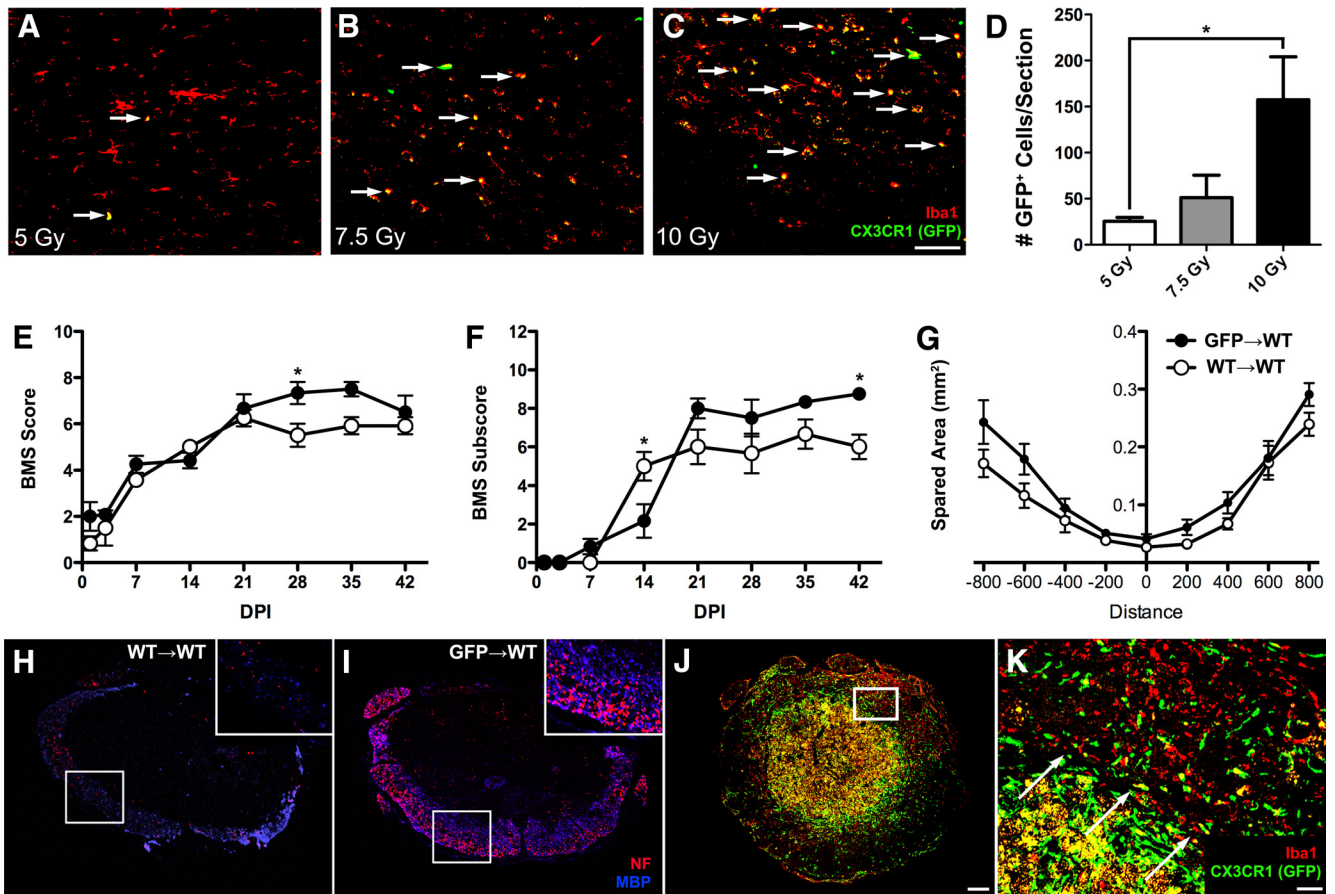 A
5 Gy
B
7.5 Gy
C
10 Gy
Iba1
CX3CR1 (GFP)
D
# GFP⁺ Cells/Section
250
200
150
100
50
0
5 Gy
7.5 Gy
10 Gy
*
E
BMS Score
10
8
6
4
2
0
*
0
7
14
21
28
35
42
DPI
F
BMS Subscore
12
10
8
6
4
2
0
*
*
0
7
14
21
28
35
42
DPI
G
Spared Area (mm²)
0.4
0.3
0.2
0.1
GFP→WT
WT→WT
-800
-600
-400
-200
0
200
400
600
800
Distance
H
WT→WT
I
GFP→WT
NF
MBP
J
K
Iba1
CX3CR1 (GFP)